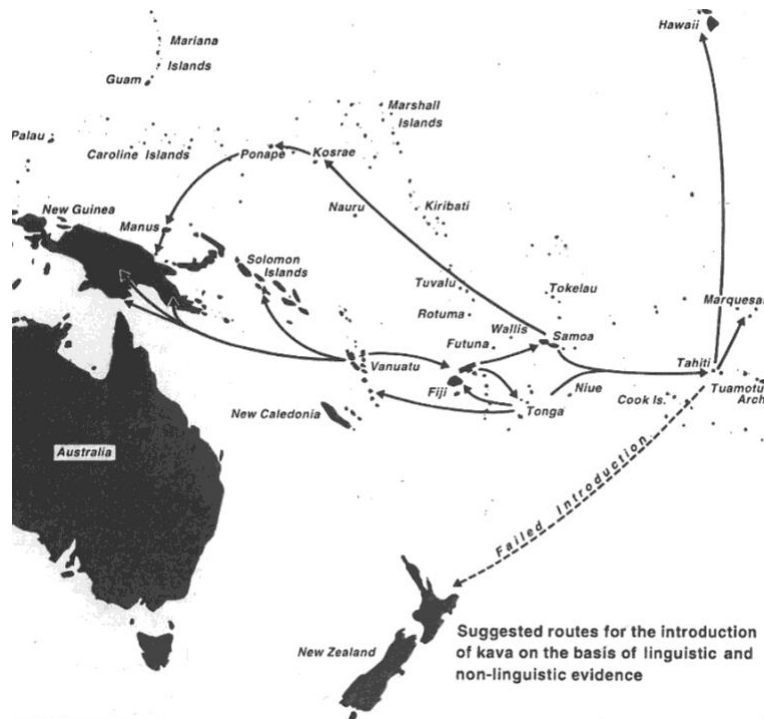 Hawaii
Mariana
Islands
Guam
Marshall
Islands
Palau
Caroline Islands
Ponape
Kosrae
Nauru
Kiribati
New Guinea
Manus
Solomon
Islands
Tuvalu
Tokelau
Rotuma
Marquesas
Wallis
Futuna
Samoa
Vanuatu
Tahiti
Fiji
Niue
Tuamotu
Cook Is.
Arch
Tonga
New Caledonia
Australia
Failed Introduction
New Zealand
Suggested routes for the introduction
of kava on the basis of linguistic and
non-linguistic evidence